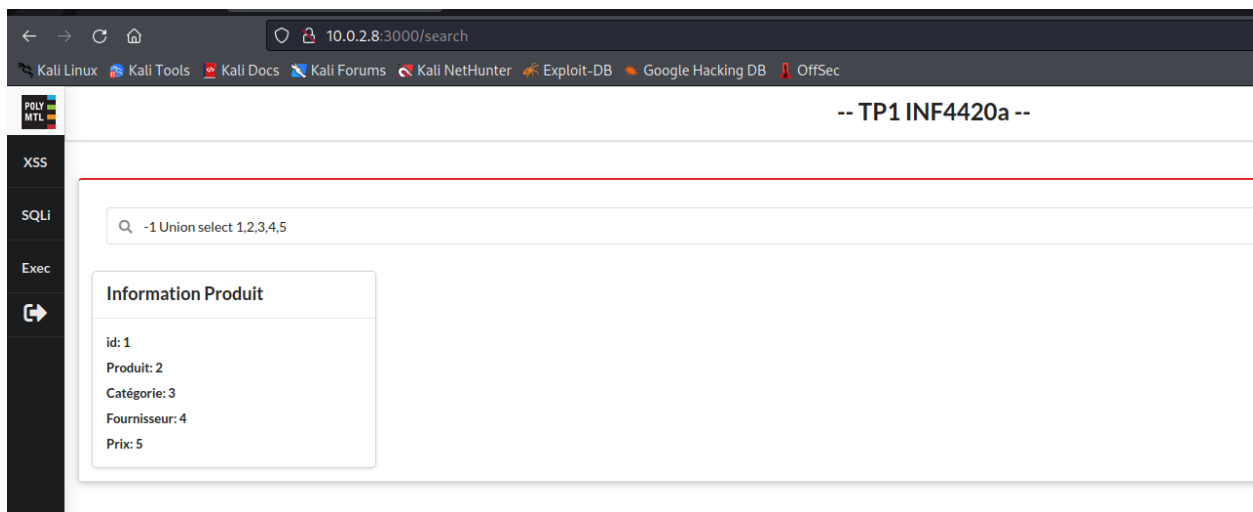 10.0.2.8:3000/search
Kali Linux Kali Tools Kali Docs Kali Forums Kali NetHunter Exploit-DB Google Hacking DB OffSec
POLY
MTL
-- TP1 INF4420a --
XSS
SQLi
-1 Union select 1,2,3,4,5
Exec
Information Produit
id: 1
Produit: 2
Catégorie: 3
Fournisseur: 4
Prix: 5